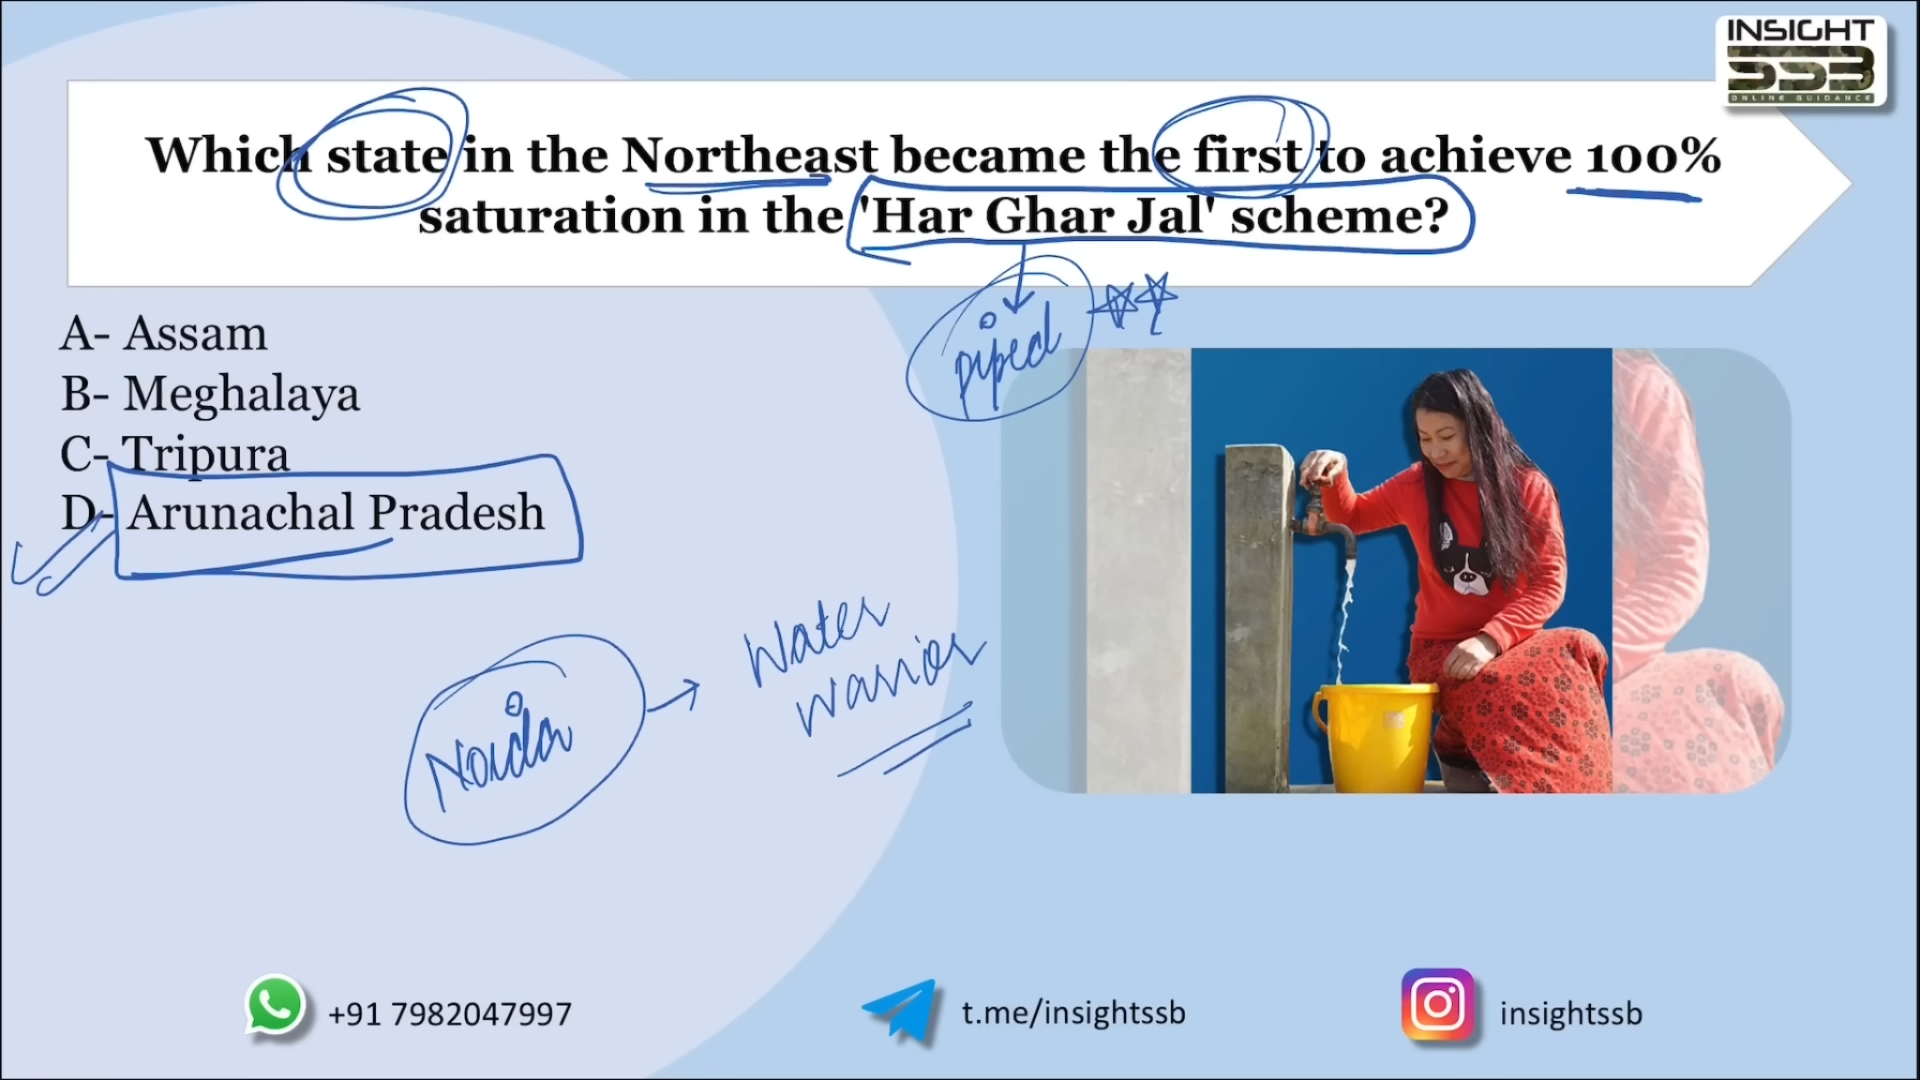 INSIGHT
SSB
ONLINE GUIDANCE
Which state in the Northeast became the first to achieve 100%
saturation in the 'Har Ghar Jal' scheme?
piped
A- Assam
B- Meghalaya
C- Tripura
D- Arunachal Pradesh
Water
Warrior
Noida
+91 7982047997
t.me/insightssb
insightssb